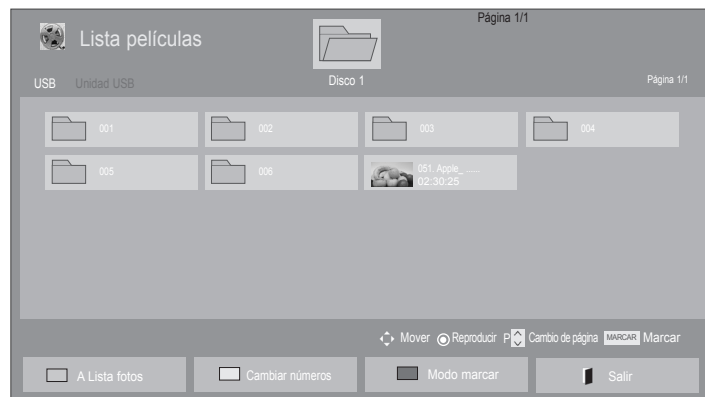 Página 1/1
Lista películas
Disco 1
USB Unidad USB
Página 1/1
001 002 003 004
005 006 051. Apple_ ......
02:30:25
Mover Reproducir P Cambio de página MARCAR Marcar
A Lista fotos Cambiar números Modo marcar Salir